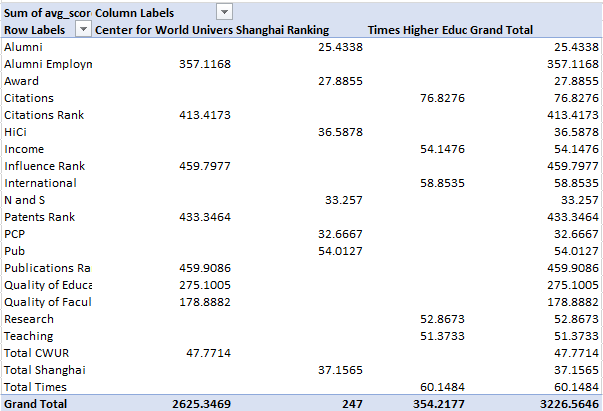 Sum of avg_scor Column Labels
Row Labels Center for World Univers Shanghai Ranking Times Higher Educ Grand Total
Alumni 25.4338 25.4338
Alumni Employn 357.1168 357.1168
Award 27.8855 27.8855
Citations 76.8276 76.8276
Citations Rank 413.4173 413.4173
HiCi 36.5878 36.5878
Income 54.1476 54.1476
Influence Rank 459.7977 459.7977
International 58.8535 58.8535
N and S 33.257 33.257
Patents Rank 433.3464 433.3464
PCP 32.6667 32.6667
Pub 54.0127 54.0127
Publications Ra 459.9086 459.9086
Quality of Educa 275.1005 275.1005
Quality of Facul 178.8882 178.8882
Research 52.8673 52.8673
Teaching 51.3733 51.3733
Total CWUR 47.7714 47.7714
Total Shanghai 37.1565 37.1565
Total Times 60.1484 60.1484
Grand Total 2625.3469 247 354.2177 3226.5646